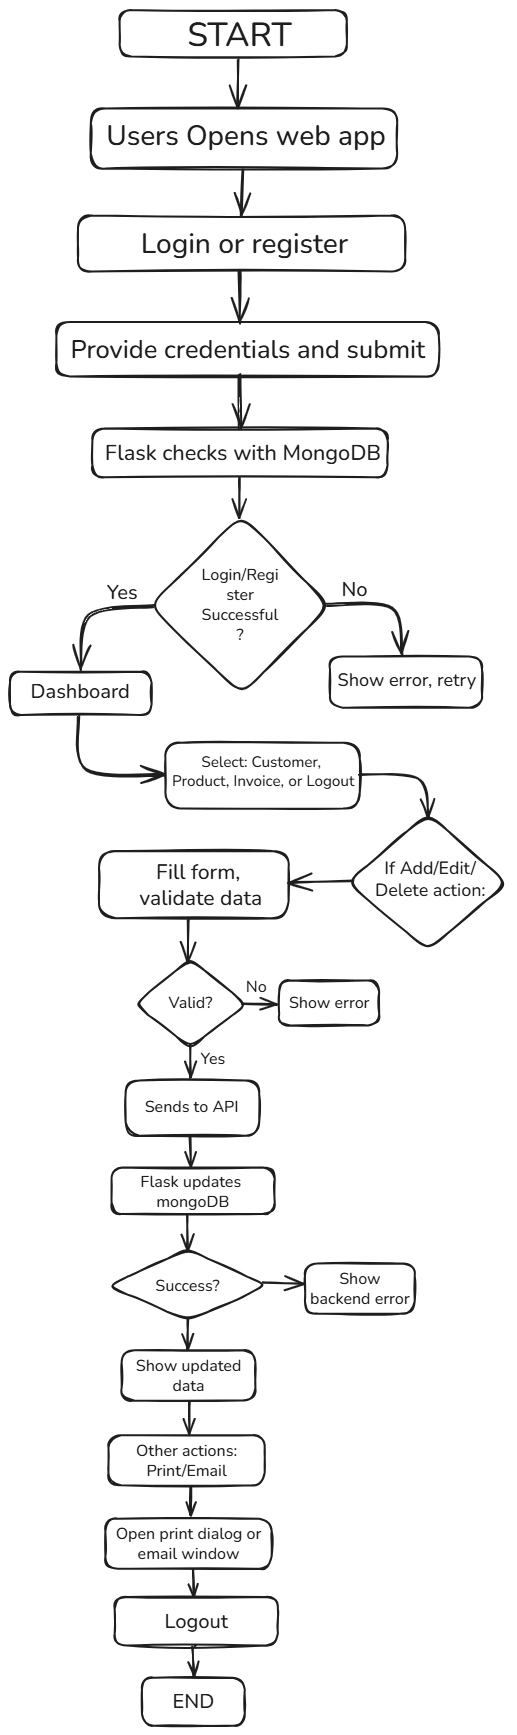 START
Users Opens web app
Login or register
Provide credentials and submit
Flask checks with MongoDB
Login/Regi
ster
Successful
?
Yes
No
Dashboard
Show error, retry
Select: Customer,
Product, Invoice, or Logout
If Add/Edit/
Delete action:
Fill form,
validate data
Valid?
No
Show error
Yes
Sends to API
Flask updates
mongoDB
Success?
Show
backend error
Show updated
data
Other actions:
Print/Email
Open print dialog or
email window
Logout
END